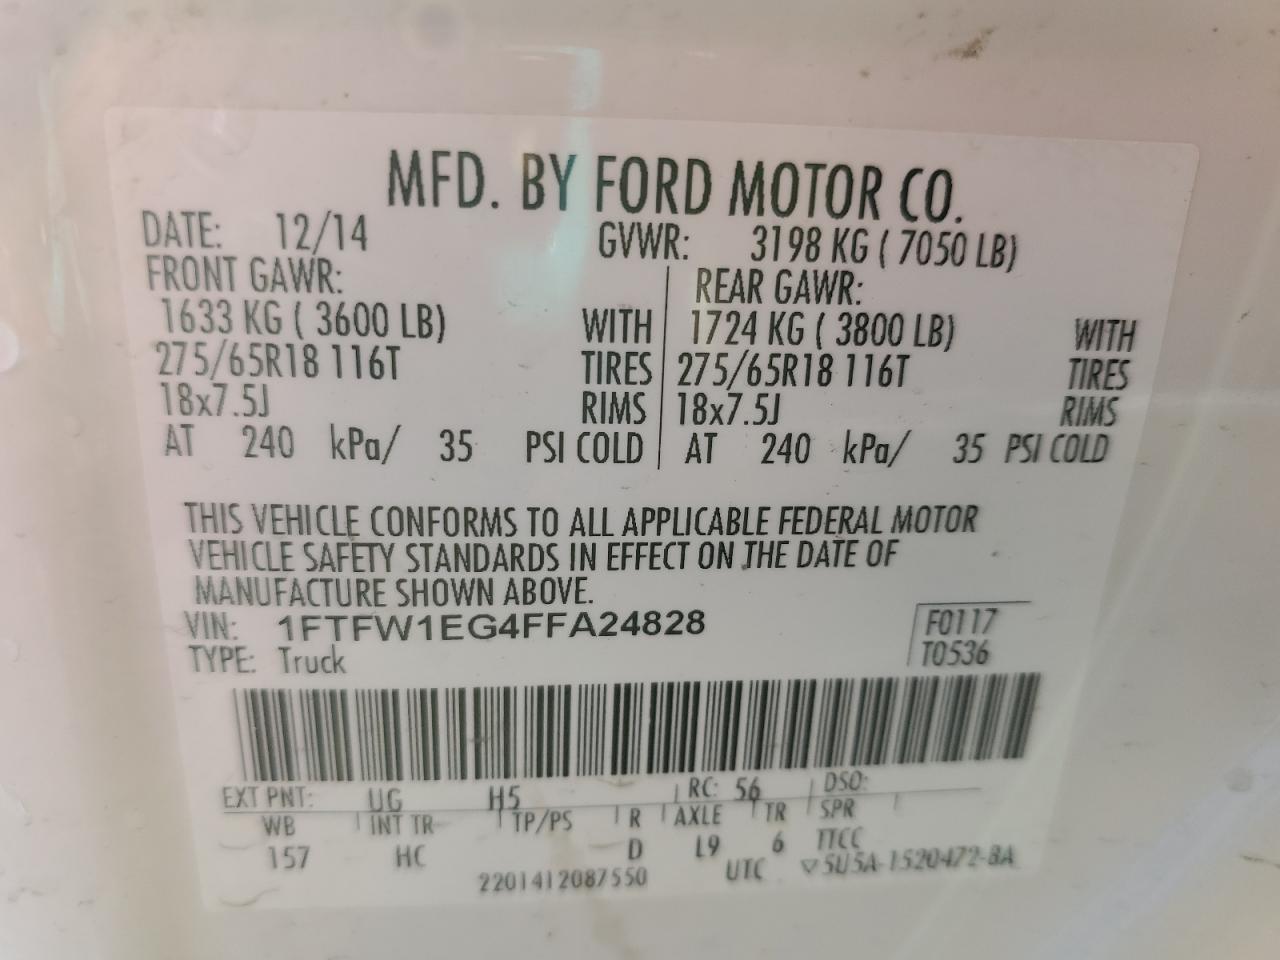 MFD. BY FORD MOTOR CO.
DATE: 12/14 GVWR: 3198 KG ( 7050 LB)
FRONT GAWR: REAR GAWR:
1633 KG ( 3600 LB) WITH 1724 KG ( 3800 LB) WITH
275/65R18 116T TIRES 275/65R18 116T TIRES
18x7.5J RIMS 18x7.5J RIMS
AT 240 kPa/ 35 PSI COLD AT 240 kPa/ 35 PSI COLD
THIS VEHICLE CONFORMS TO ALL APPLICABLE FEDERAL MOTOR
VEHICLE SAFETY STANDARDS IN EFFECT ON THE DATE OF
MANUFACTURE SHOWN ABOVE.
VIN: 1FTFW1EG4FFA24828 F0117
TYPE: Truck T0536
EXT PNT: UG H5 RC: 56 DSO:
WB INT TR TP/PS R AXLE TR SPR
157 HC D L9 6 TTCC
2201412087550 UTC ▽5U5A-1520472-BA